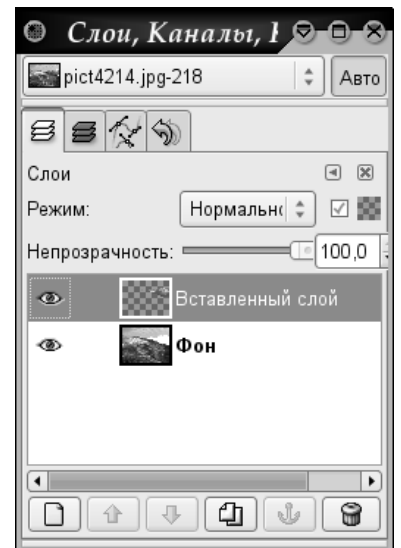 Слои, Каналы,
pict4214.jpg-218
Авто
Слои
Режим:
Нормальн
Непрозрачность:
100,0
Вставленный слой
Фон